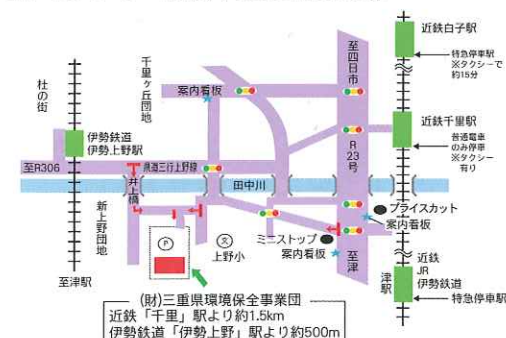 近鉄白子駅
特急停車駅
※タクシーで
約15分
至四日市
千里ヶ丘団地
案内看板
杜の街
伊勢鉄道
伊勢上野駅
近鉄千里駅
普通電車
のみ停車
※タクシー
有り
R23号
至R306
県道三行上野線
井上橋
田中川
新上野団地
P
文
上野小
プライスカット
案内看板
ミニストップ
案内看板
至津
至津駅
近鉄
JR
伊勢鉄道
津駅
特急停車駅
(財)三重県環境保全事業団
近鉄「千里」駅より約1.5km
伊勢鉄道「伊勢上野」駅より約500m